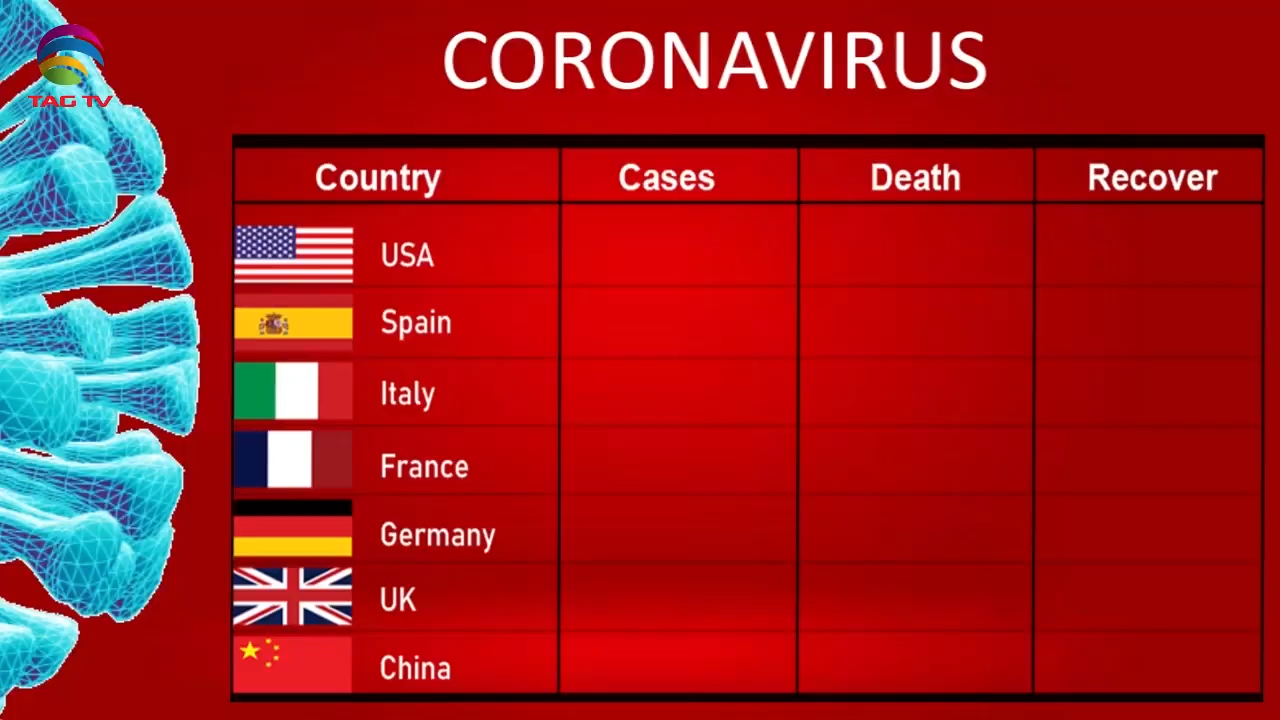 TAG TV
CORONAVIRUS
Country Cases Death Recover
USA
Spain
Italy
France
Germany
UK
China